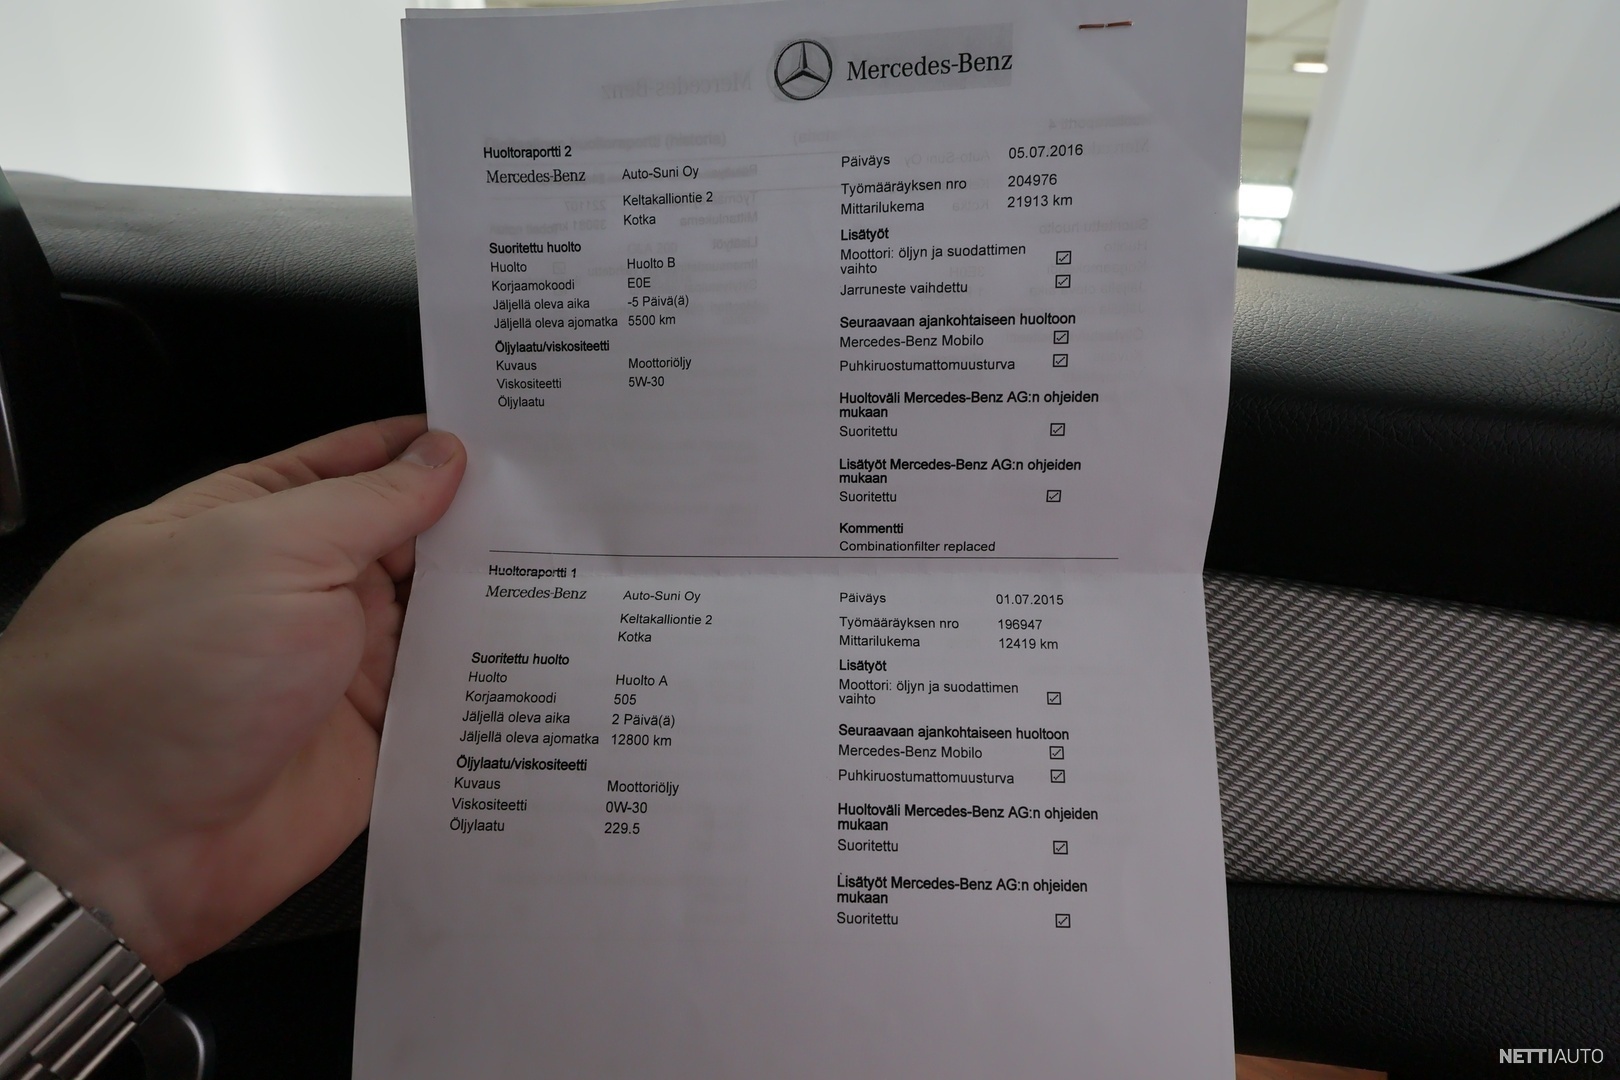 Mercedes-Benz
Huoltoraportti 2
Mercedes-Benz
Auto-Suni Oy
Keltakalliontie 2
Kotka
Päiväys 05.07.2016
Työmääräyksen nro 204976
Mittarilukema 21913 km
Suoritettu huolto
Huolto Huolto B
Korjaamokoodi E0E
Jäljellä oleva aika -5 Päivä(ä)
Jäljellä oleva ajomatka 5500 km
Öljylaatu/viskositeetti
Kuvaus Moottoriöljy
Viskositeetti 5W-30
Öljylaatu
Lisätyöt
Moottori: öljyn ja suodattimen
vaihto
Jarruneste vaihdettu
Seuraavaan ajankohtaiseen huoltoon
Mercedes-Benz Mobilo
Puhkiruostumattomuusturva
Huoltoväli Mercedes-Benz AG:n ohjeiden
mukaan
Suoritettu
Lisätyöt Mercedes-Benz AG:n ohjeiden
mukaan
Suoritettu
Kommentti
Combinationfilter replaced
Huoltoraportti 1
Mercedes-Benz
Auto-Suni Oy
Keltakalliontie 2
Kotka
Päiväys 01.07.2015
Työmääräyksen nro 196947
Mittarilukema 12419 km
Suoritettu huolto
Huolto Huolto A
Korjaamokoodi 505
Jäljellä oleva aika 2 Päivä(ä)
Jäljellä oleva ajomatka 12800 km
Öljylaatu/viskositeetti
Kuvaus Moottoriöljy
Viskositeetti 0W-30
Öljylaatu 229.5
Lisätyöt
Moottori: öljyn ja suodattimen
vaihto
Seuraavaan ajankohtaiseen huoltoon
Mercedes-Benz Mobilo
Puhkiruostumattomuusturva
Huoltoväli Mercedes-Benz AG:n ohjeiden
mukaan
Suoritettu
Lisätyöt Mercedes-Benz AG:n ohjeiden
mukaan
Suoritettu
NETTIAUTO